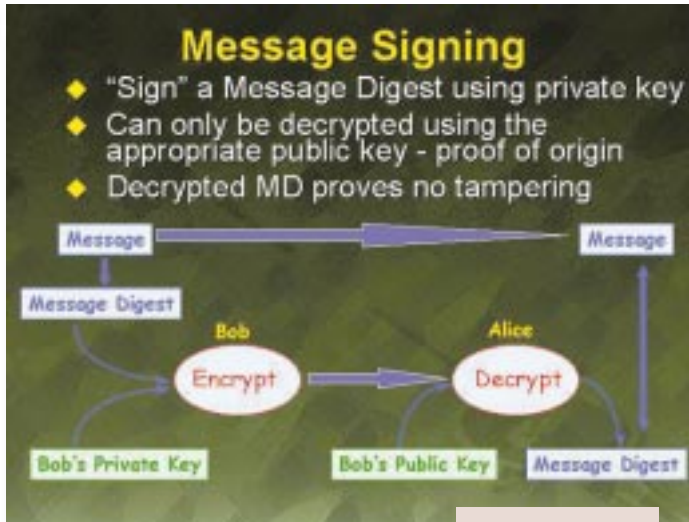 Message Signing
◆ "Sign" a Message Digest using private key
◆ Can only be decrypted using the
appropriate public key - proof of origin
◆ Decrypted MD proves no tampering
Message
Message
Message Digest
Bob
Alice
Encrypt
Decrypt
Bob's Private Key
Bob's Public Key
Message Digest